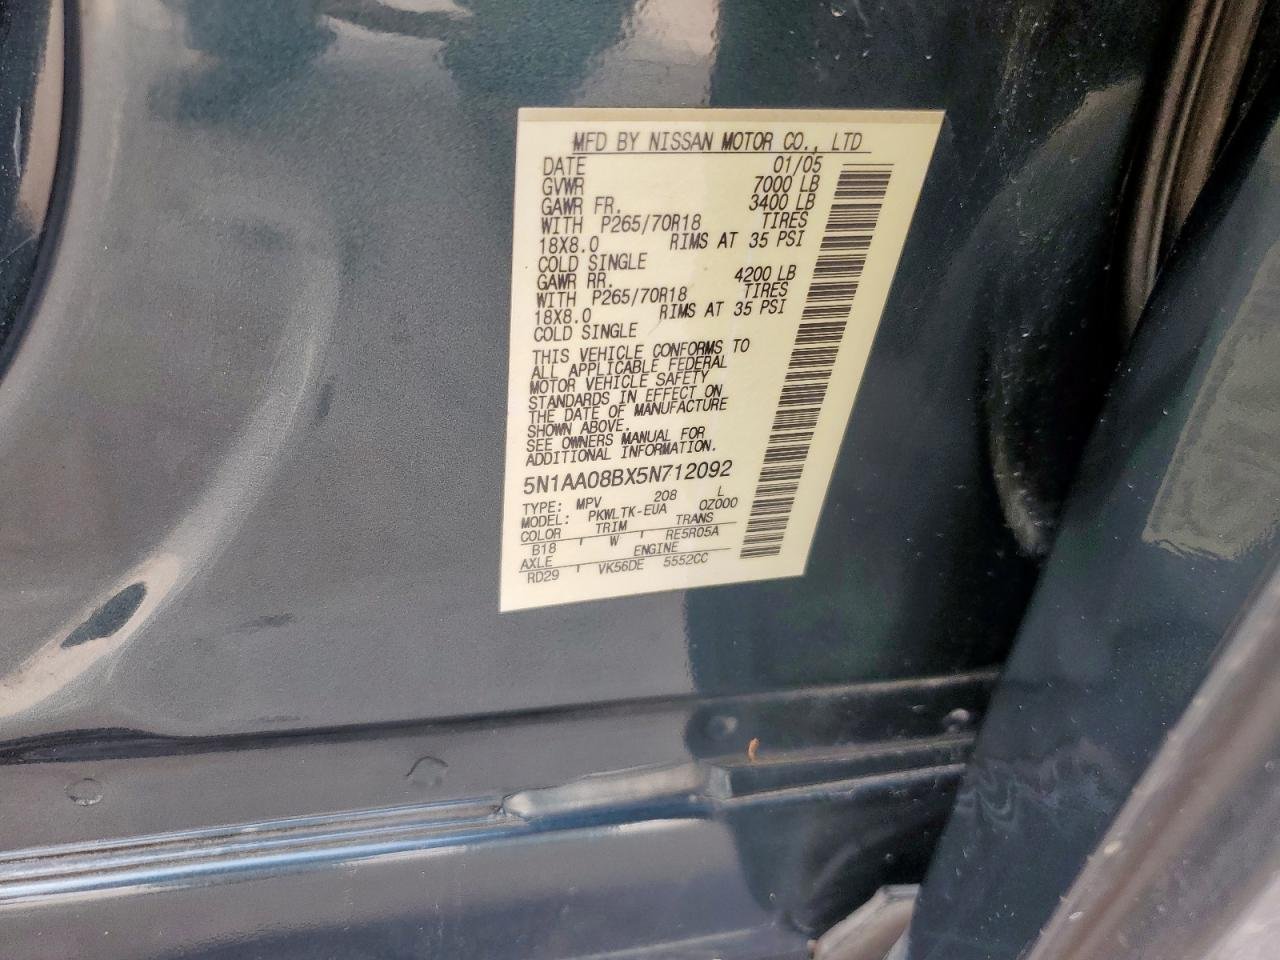 MFD BY NISSAN MOTOR CO., LTD
DATE 01/05
GVWR 7000 LB
GAWR FR. 3400 LB
WITH P265/70R18 TIRES
18X8.0 RIMS AT 35 PSI
COLD SINGLE
GAWR RR. 4200 LB
WITH P265/70R18 TIRES
18X8.0 RIMS AT 35 PSI
COLD SINGLE
THIS VEHICLE CONFORMS TO
ALL APPLICABLE FEDERAL
MOTOR VEHICLE SAFETY
STANDARDS IN EFFECT ON
THE DATE OF MANUFACTURE
SHOWN ABOVE.
SEE OWNERS MANUAL FOR
ADDITIONAL INFORMATION.
5N1AA08BX5N712092
TYPE: MPV 208 L
MODEL: PKWLTK-EUA 0Z000
COLOR TRIM TRANS
B18 W RE5R05A
AXLE ENGINE
RD29 VK56DE 5552CC